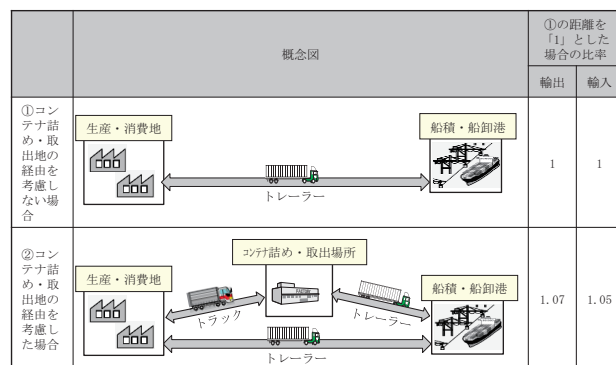 概念図
①の距離を
「1」とした
場合の比率
輸出
輸入
①コン
テナ詰
め・取
出地の
経由を
考慮し
ない場
合
生産・消費地
船積・船卸港
トレーラー
1
1
②コン
テナ詰
め・取
出地の
経由を
考慮し
た場合
コンテナ詰め・取出場所
生産・消費地
船積・船卸港
トラック
トレーラー
トレーラー
1.07
1.05